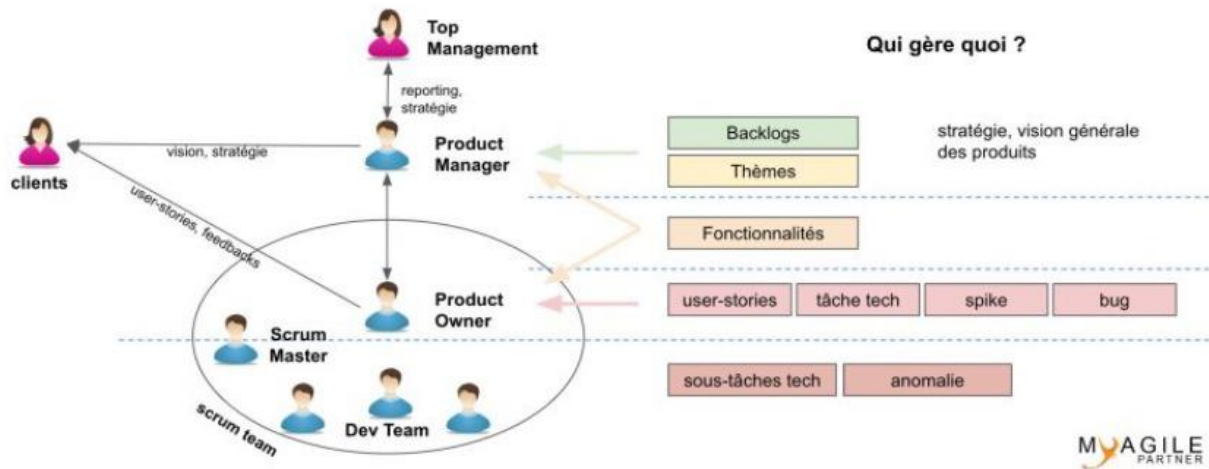 Top
Management
Qui gère quoi ?
reporting,
stratégie
Product
Manager
vision, stratégie
clients
user-stories, feedbacks
Backlogs
Thèmes
stratégie, vision générale
des produits
Fonctionnalités
Product
Owner
user-stories
tâche tech
spike
bug
Scrum
Master
sous-tâches tech
anomalie
Dev Team
scrum team
MYAGILE
PARTNER